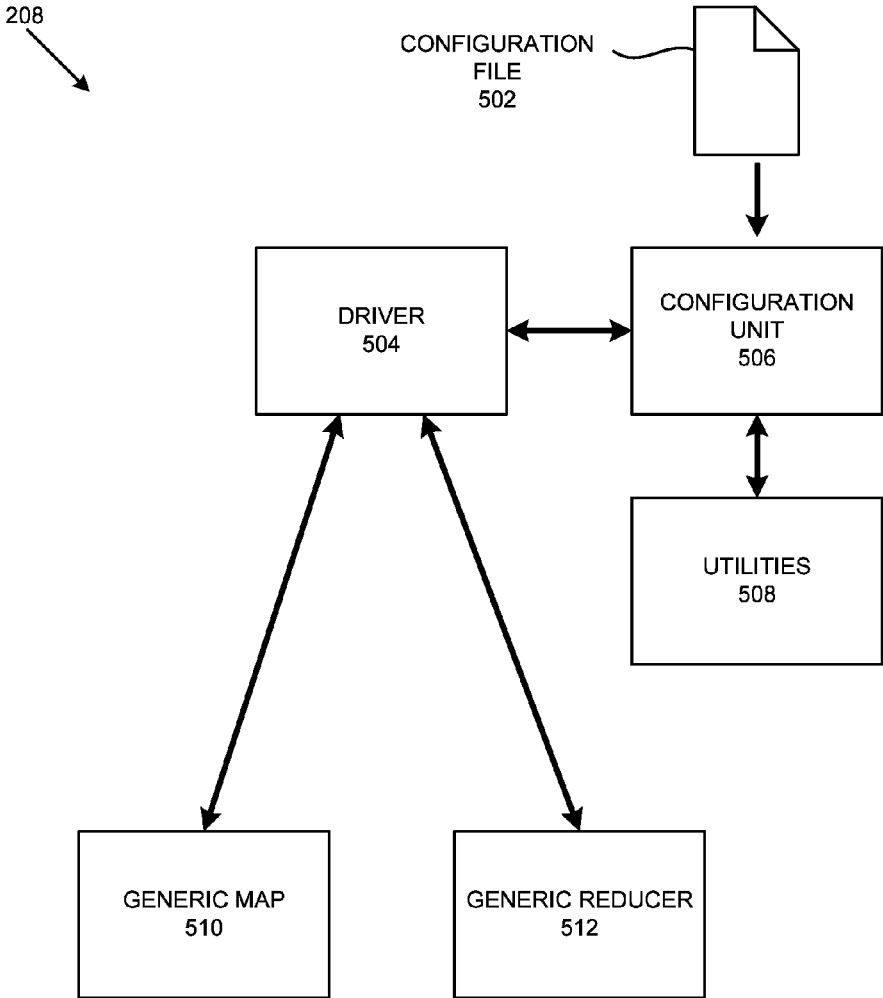 208
CONFIGURATION
FILE
502
DRIVER
504
CONFIGURATION
UNIT
506
UTILITIES
508
GENERIC MAP
510
GENERIC REDUCER
512